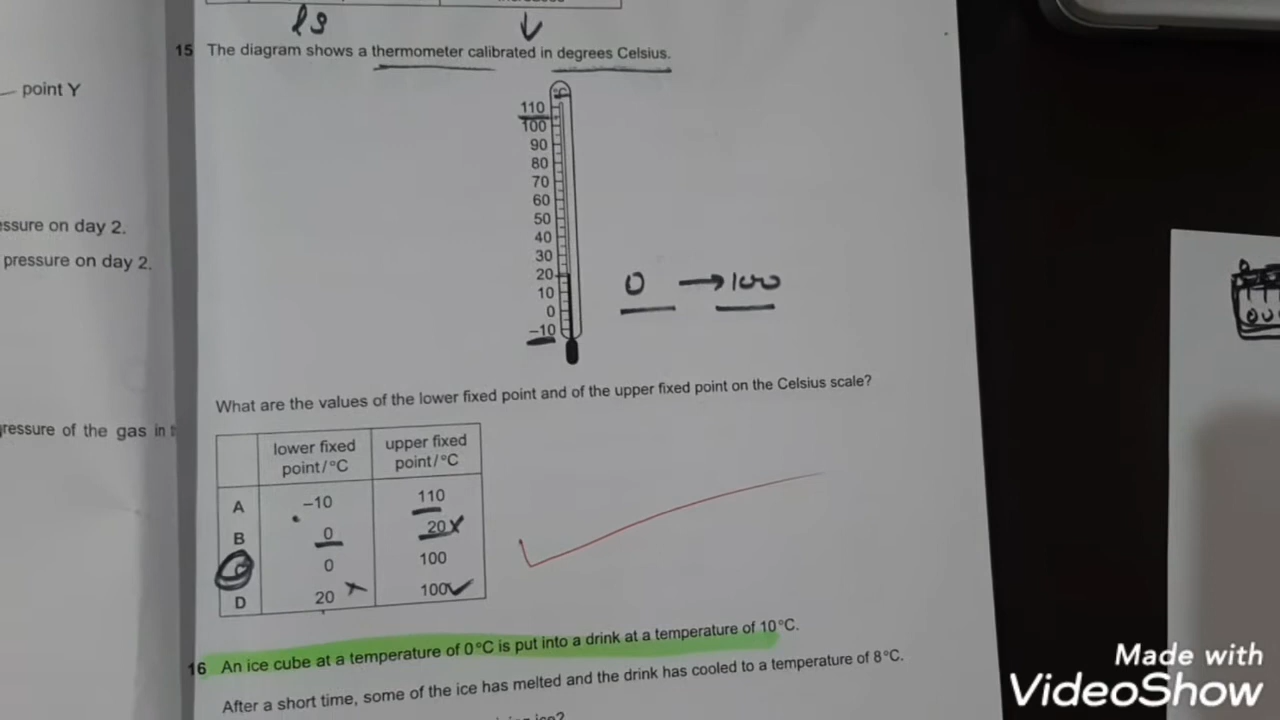 point Y
essure on day 2.
pressure on day 2.
pressure of the gas in t
ls
15 The diagram shows a thermometer calibrated in degrees Celsius.
°C
110
100
90
80
70
60
50
40
30
20
10
0
–10
0 → 100
What are the values of the lower fixed point and of the upper fixed point on the Celsius scale?
lower fixed point/°C upper fixed point/°C
A –10 110
B 0 20 x
C 0 100
D 20 x 100 ✓
16 An ice cube at a temperature of 0°C is put into a drink at a temperature of 10°C.
After a short time, some of the ice has melted and the drink has cooled to a temperature of 8°C.
ice?
Made with
VideoShow